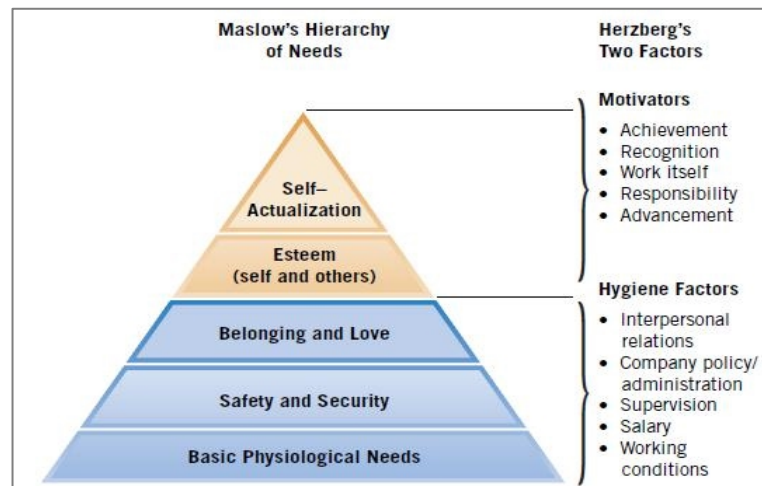 Maslow's Hierarchy
of Needs
Self–
Actualization
Esteem
(self and others)
Belonging and Love
Safety and Security
Basic Physiological Needs
Herzberg's
Two Factors
Motivators
• Achievement
• Recognition
• Work itself
• Responsibility
• Advancement
Hygiene Factors
• Interpersonal
relations
• Company policy/
administration
• Supervision
• Salary
• Working
conditions